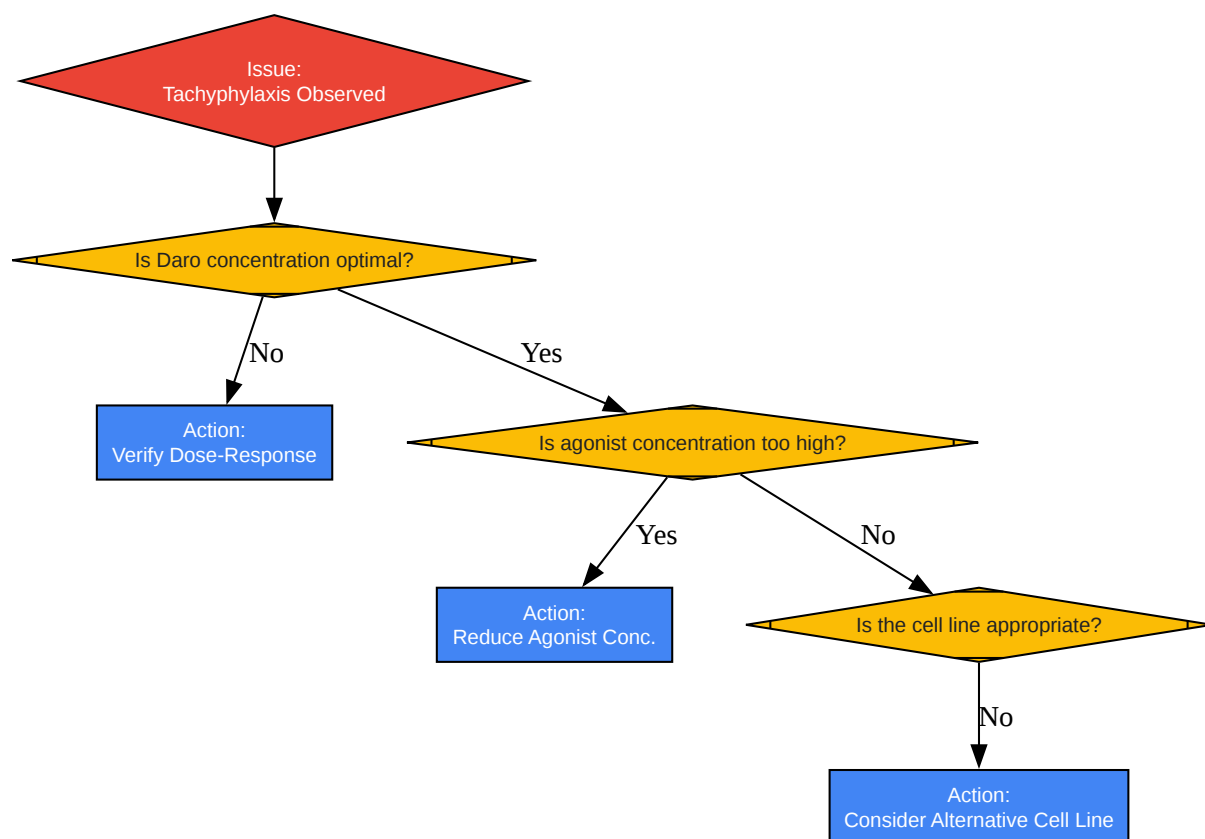 Issue:
Tachyphylaxis Observed
Is Daro concentration optimal?
No
Yes
Action:
Verify Dose-Response
Is agonist concentration too high?
Yes
No
Action:
Reduce Agonist Conc.
Is the cell line appropriate?
No
Action:
Consider Alternative Cell Line